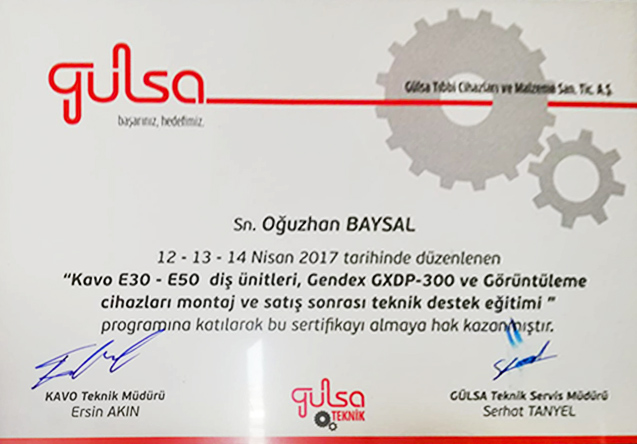 gülsa
başarınız, hedefimiz.
Gülsa Tıbbi Cihazları ve Malzeme San. Tic. A.Ş.
Sn. Oğuzhan BAYSAL
12 - 13 - 14 Nisan 2017 tarihinde düzenlenen
“Kavo E30 - E50 diş ünitleri, Gendex GXDP-300 ve Görüntüleme
cihazları montaj ve satış sonrası teknik destek eğitimi ”
programına katılarak bu sertifikayı almaya hak kazanmıştır.
KAVO Teknik Müdürü
Ersin AKIN
gülsa
TEKNİK
GÜLSA Teknik Servis Müdürü
Serhat TANYEL